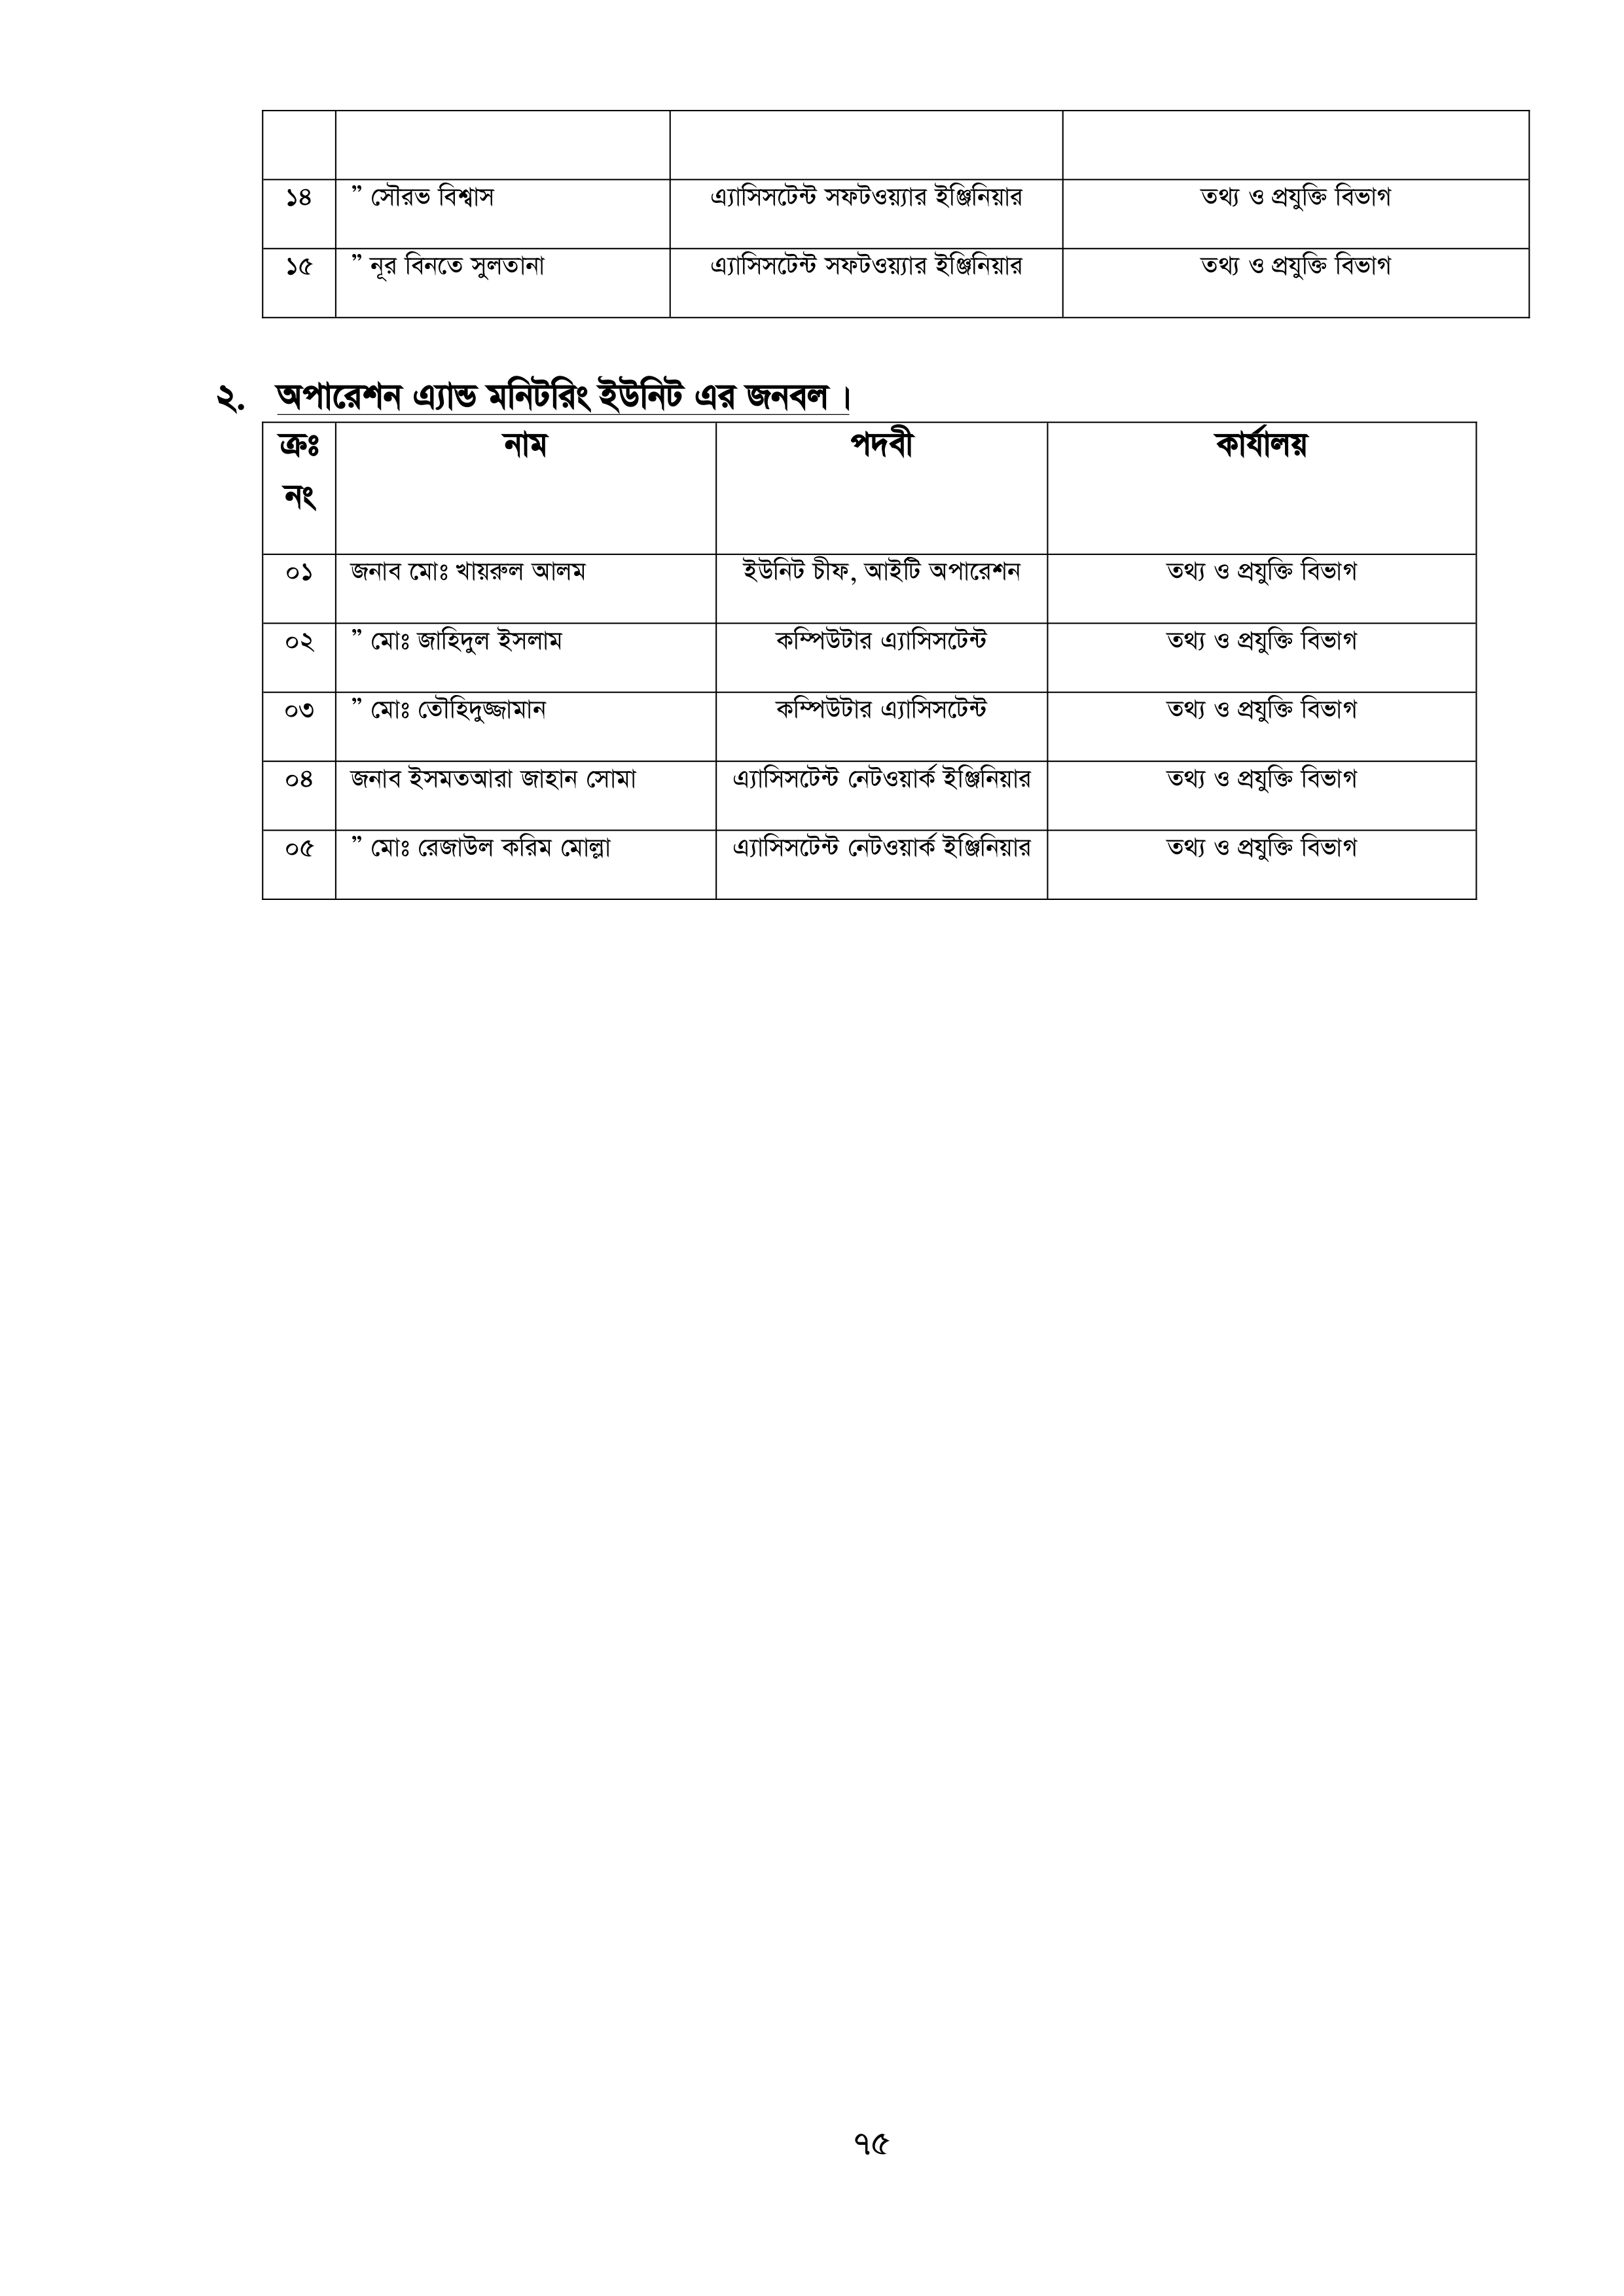 ১৪ ” সৌরভ বিশ্বাস এ্যাসিসটেন্ট সফটওয়্যার ইঞ্জিনিয়ার তথ্য ও প্রযুক্তি বিভাগ
১৫ ” নূর বিনতে সুলতানা এ্যাসিসটেন্ট সফটওয়্যার ইঞ্জিনিয়ার তথ্য ও প্রযুক্তি বিভাগ
২. অপারেশন এ্যান্ড মনিটরিং ইউনিট এর জনবল।
ক্রঃ নাম পদবী কার্যালয়
নং
০১ জনাব মোঃ খায়রুল আলম ইউনিট চীফ, আইটি অপারেশন তথ্য ও প্রযুক্তি বিভাগ
০২ ” মোঃ জাহিদুল ইসলাম কম্পিউটার এ্যাসিসটেন্ট তথ্য ও প্রযুক্তি বিভাগ
০৩ ” মোঃ তৌহিদুজ্জামান কম্পিউটার এ্যাসিসটেন্ট তথ্য ও প্রযুক্তি বিভাগ
০৪ জনাব ইসমতআরা জাহান সোমা এ্যাসিসটেন্ট নেটওয়ার্ক ইঞ্জিনিয়ার তথ্য ও প্রযুক্তি বিভাগ
০৫ ” মোঃ রেজাউল করিম মোল্লা এ্যাসিসটেন্ট নেটওয়ার্ক ইঞ্জিনিয়ার তথ্য ও প্রযুক্তি বিভাগ
৭৫